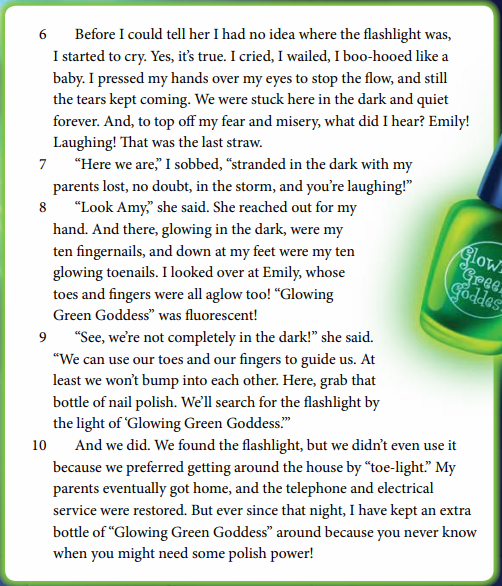 6 Before I could tell her I had no idea where the flashlight was,
I started to cry. Yes, it’s true. I cried, I wailed, I boo-hooed like a
baby. I pressed my hands over my eyes to stop the flow, and still
the tears kept coming. We were stuck here in the dark and quiet
forever. And, to top off my fear and misery, what did I hear? Emily!
Laughing! That was the last straw.
7 “Here we are,” I sobbed, “stranded in the dark with my
parents lost, no doubt, in the storm, and you’re laughing!”
8 “Look Amy,” she said. She reached out for my
hand. And there, glowing in the dark, were my
ten fingernails, and down at my feet were my ten
glowing toenails. I looked over at Emily, whose
toes and fingers were all aglow too! “Glowing
Green Goddess” was fluorescent!
9 “See, we’re not completely in the dark!” she said.
“We can use our toes and our fingers to guide us. At
least we won’t bump into each other. Here, grab that
bottle of nail polish. We’ll search for the flashlight by
the light of ‘Glowing Green Goddess.’”
10 And we did. We found the flashlight, but we didn’t even use it
because we preferred getting around the house by “toe-light.” My
parents eventually got home, and the telephone and electrical
service were restored. But ever since that night, I have kept an extra
bottle of “Glowing Green Goddess” around because you never know
when you might need some polish power!